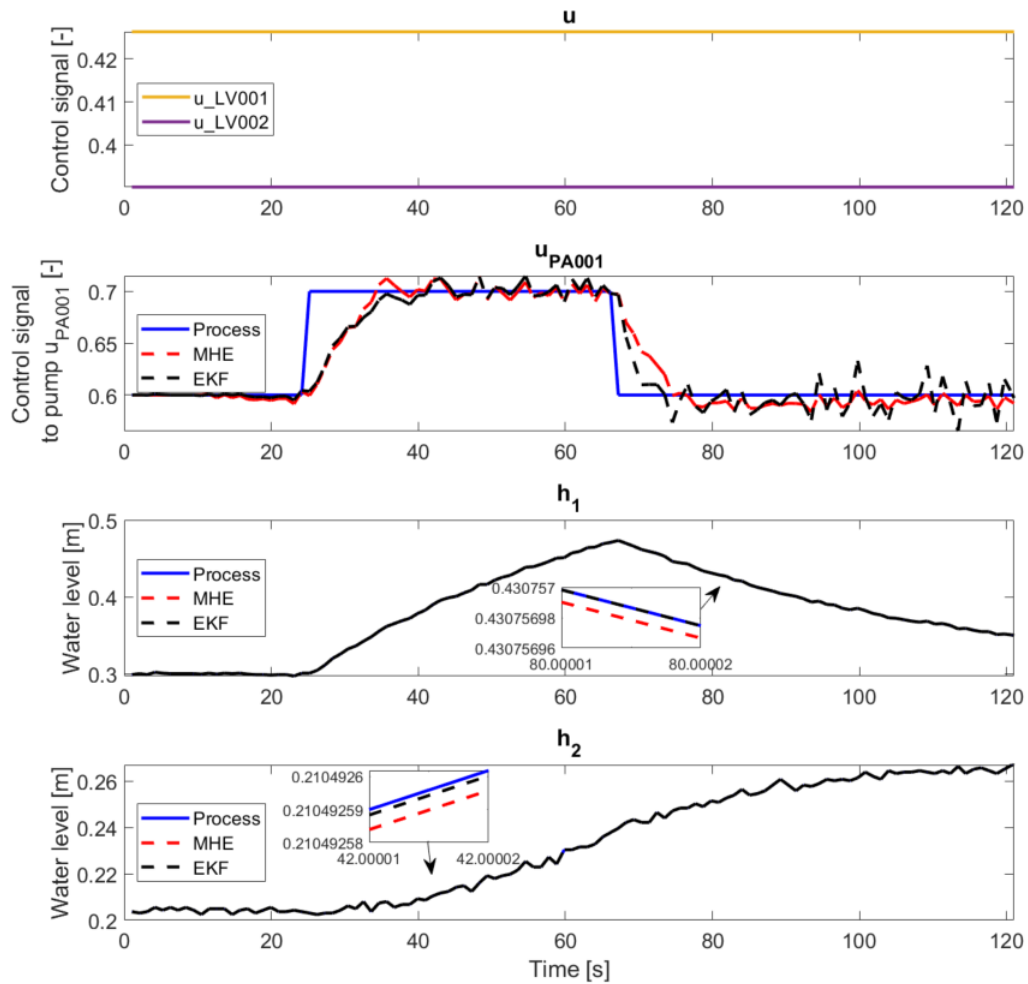 u
Control signal [-]
0.42
0.41
0.4
u_LV001
u_LV002
0 20 40 60 80 100 120
u_PA001
Control signal
to pump u_PA001 [-]
0.7
0.65
0.6
Process
MHE
EKF
0 20 40 60 80 100 120
h_1
Water level [m]
0.5
0.4
0.3
Process
MHE
EKF
0.430757
0.43075698
0.43075696
80.00001 80.00002
0 20 40 60 80 100 120
h_2
Water level [m]
0.26
0.24
0.22
0.2
Process
MHE
EKF
0.2104926
0.21049259
0.21049258
42.00001 42.00002
0 20 40 60 80 100 120
Time [s]